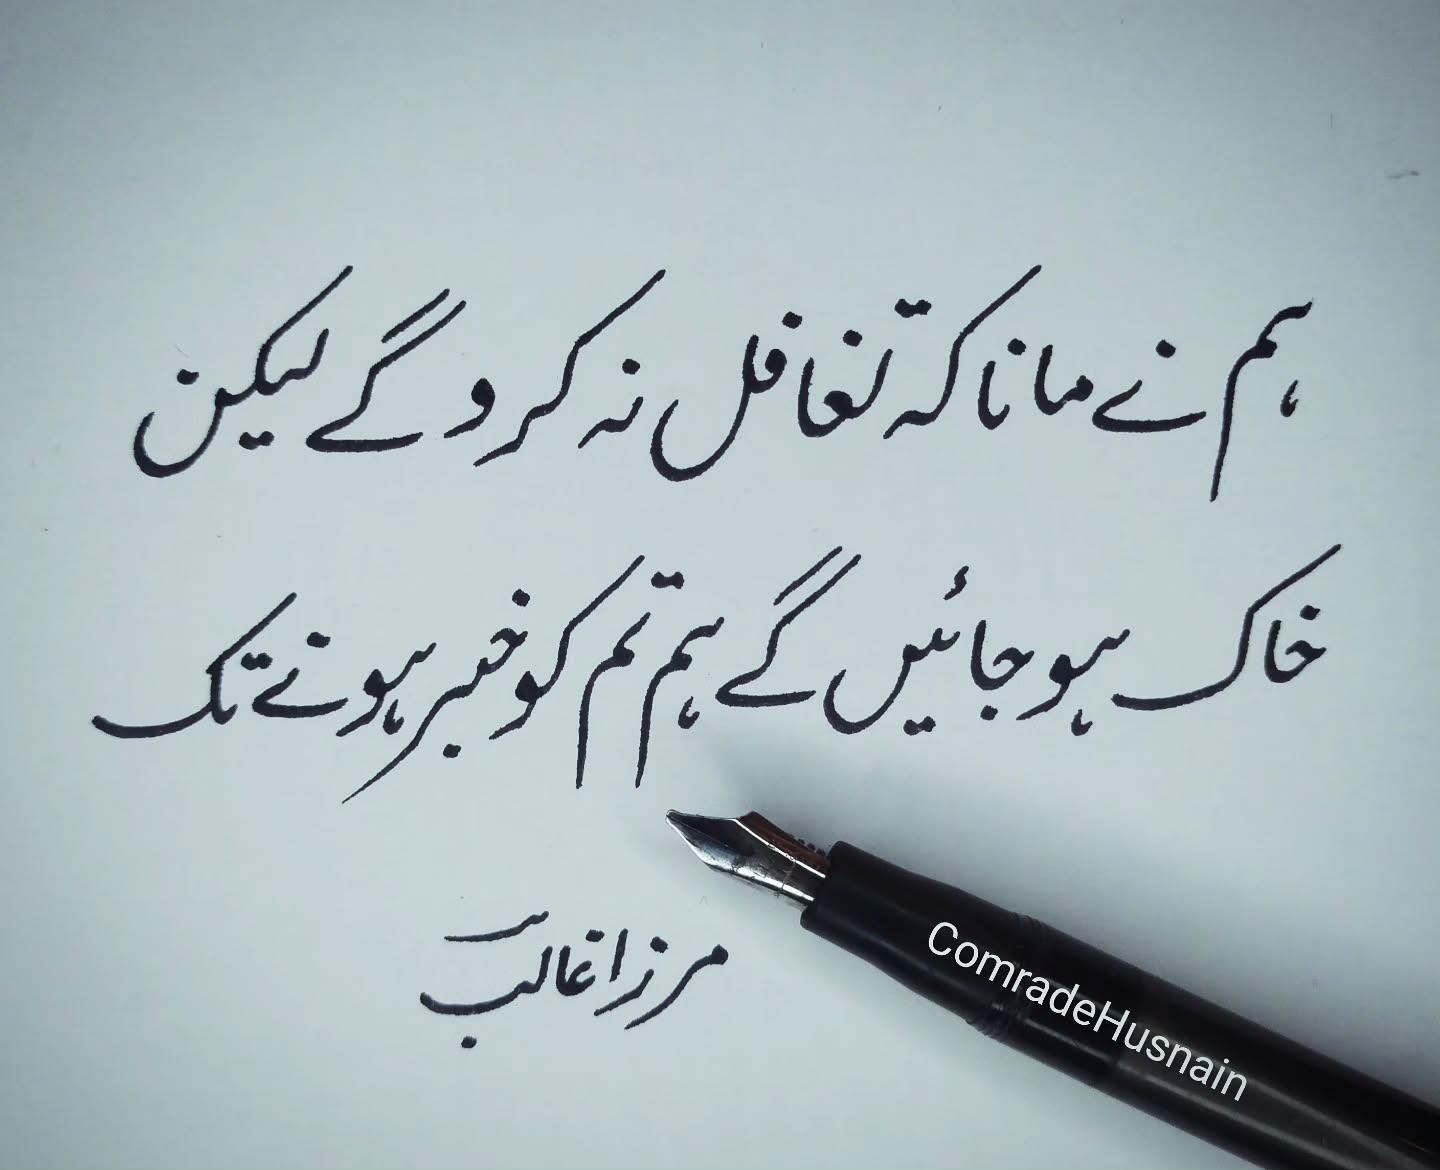 ہم نے مانا کہ تغافل نہ کرو گے لیکن
خاک ہو جائیں گے ہم تم کو خبر ہونے تک
مرزا غالب
ComradeHusnain